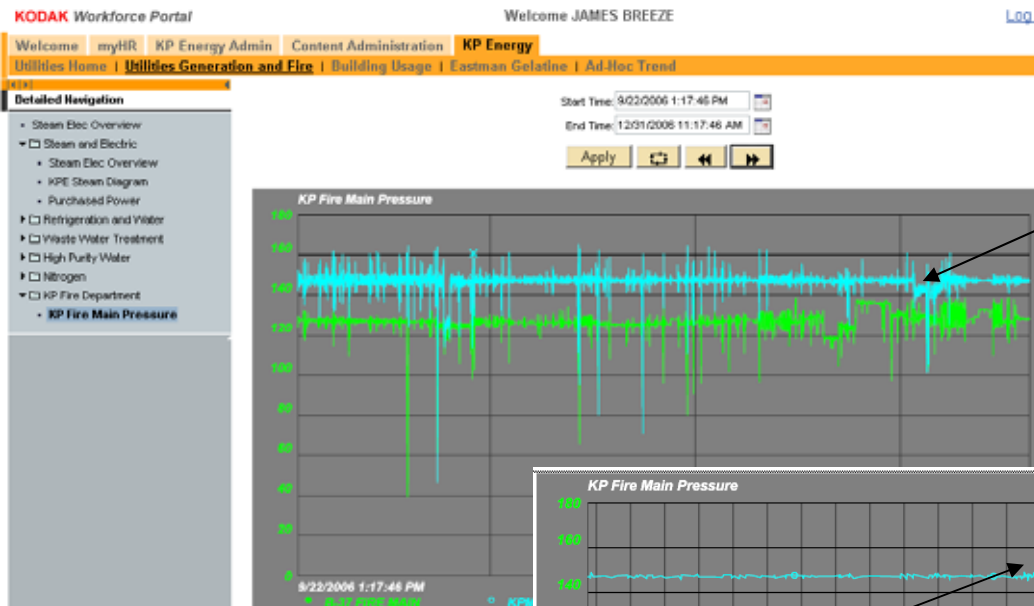 KODAK Workforce Portal
Welcome JAMES BREEZE
Log
Welcome myHR KP Energy Admin Content Administration KP Energy
Utilities Home | Utilities Generation and Fire | Building Usage | Eastman Gelatine | Ad-Hoc Trend
Detailed Navigation
Steam Elec Overview
Steam and Electric
Steam Elec Overview
KPE Steam Diagram
Purchased Power
Refrigeration and Water
Waste Water Treatment
High Purity Water
Nitrogen
KP Fire Department
KP Fire Main Pressure
Start Time: 9/22/2006 1:17:46 PM
End Time: 12/31/2006 11:17:46 AM
Apply
KP Fire Main Pressure
180
160
140
120
100
80
60
40
20
0
9/22/2006 1:17:46 PM
FIRE MAIN
KP Fire Main Pressure
180
160
140